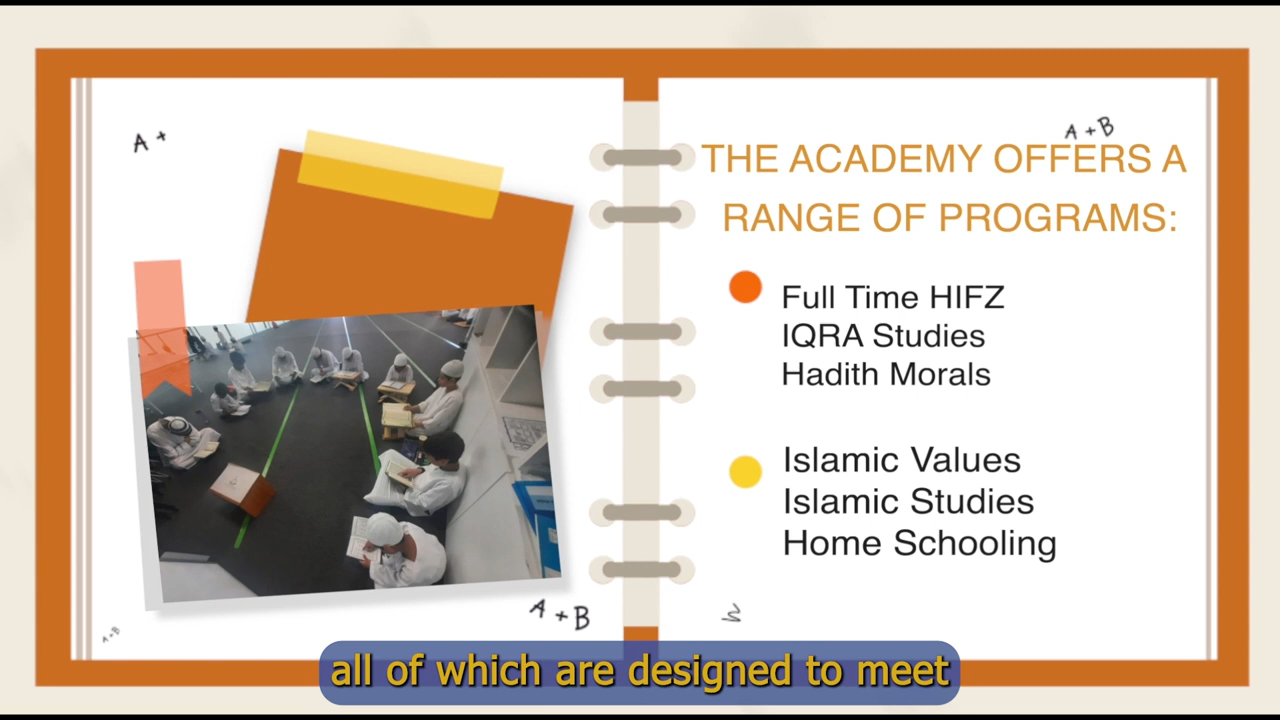 A +
A + B
THE ACADEMY OFFERS A
RANGE OF PROGRAMS:
Full Time HIFZ
IQRA Studies
Hadith Morals
Islamic Values
Islamic Studies
Home Schooling
A + B
A + B
all of which are designed to meet